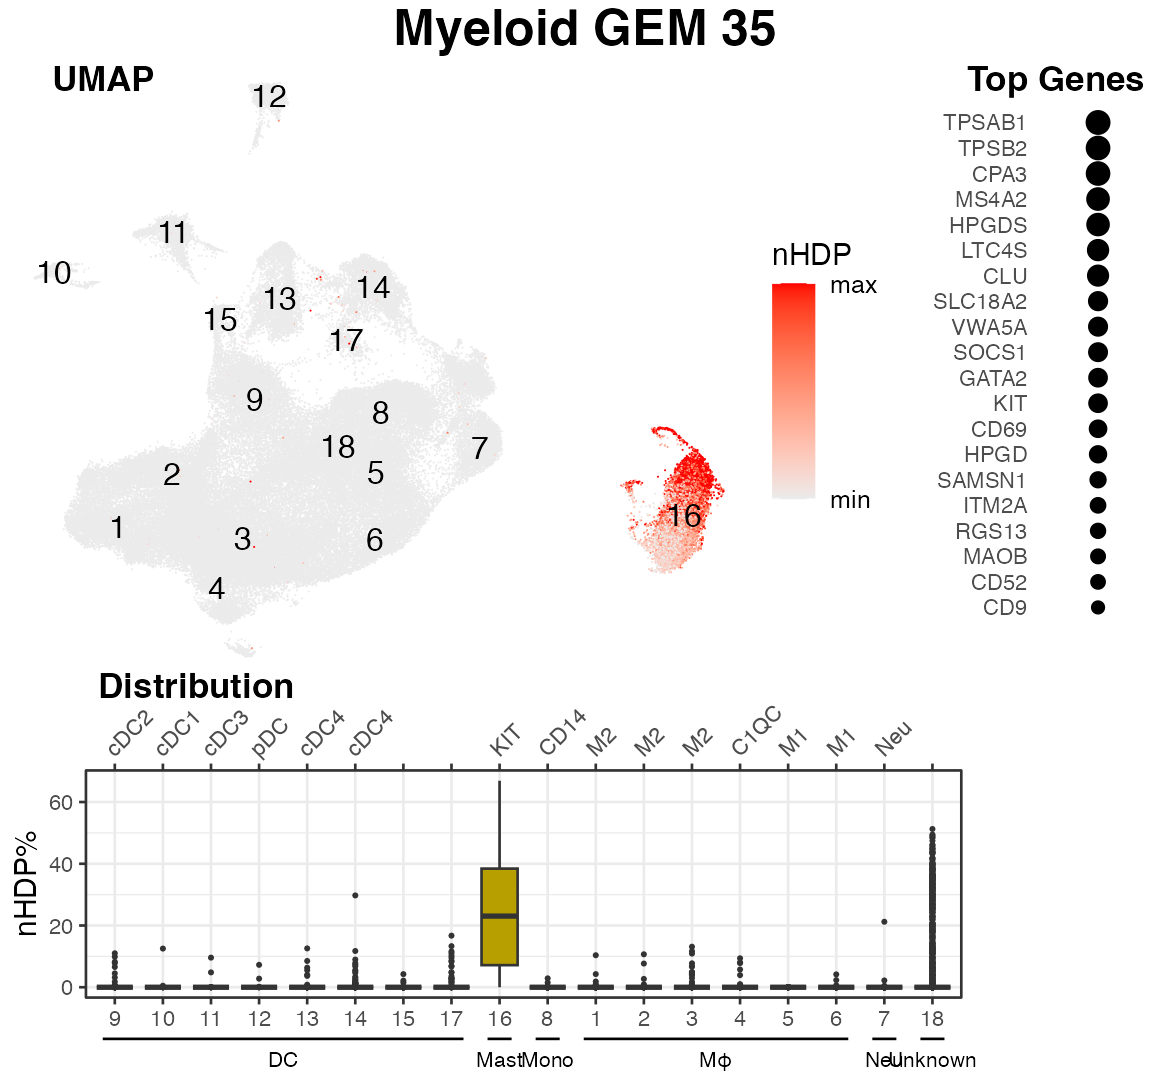 Myeloid GEM 35
UMAP
12
11
10
13
14
15
17
9
8
18
7
2
5
1
3
6
4
16
nHDP
max
min
Top Genes
TPSAB1
TPSB2
CPA3
MS4A2
HPGDS
LTC4S
CLU
SLC18A2
VWA5A
SOCS1
GATA2
KIT
CD69
HPGD
SAMSN1
ITM2A
RGS13
MAOB
CD52
CD9
Distribution
cDC2 cDC1 cDC3 pDC cDC4 cDC4 KIT CD14 M2 M2 M2 C1QC M1 M1 Neu
nHDP%
60
40
20
0
9 10 11 12 13 14 15 17 16 8 1 2 3 4 5 6 7 18
DC Mast Mono Mφ Neu Unknown